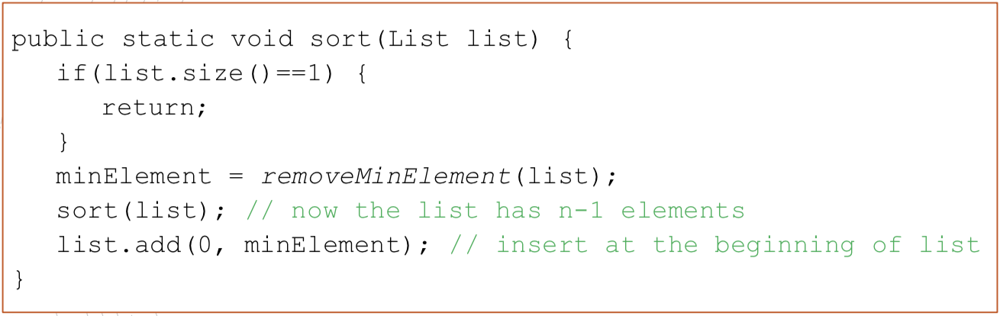 public static void sort(List list) {
if(list.size()==1) {
return;
}
minElement = removeMinElement(list);
sort(list); // now the list has n-1 elements
list.add(0, minElement); // insert at the beginning of list
}